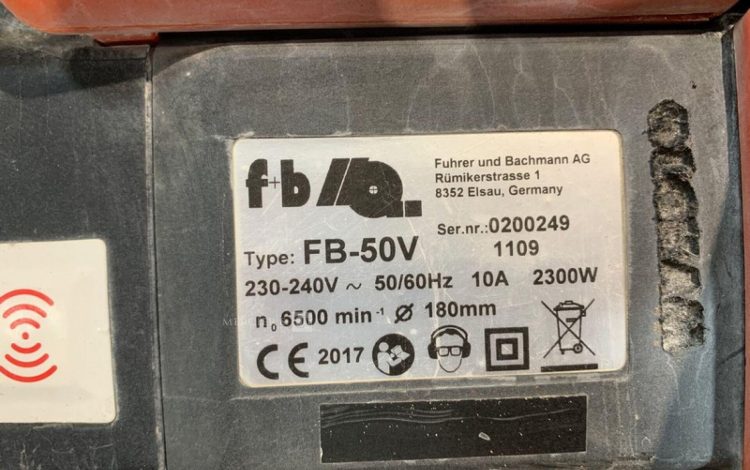 f+b
Fuhrer und Bachmann AG
Rümikerstrasse 1
8352 Elsau, Germany
Ser.nr.:0200249
1109
Type: FB-50V
230-240V ~ 50/60Hz 10A 2300W
n₀ 6500 min⁻¹ Ø 180mm
CE 2017